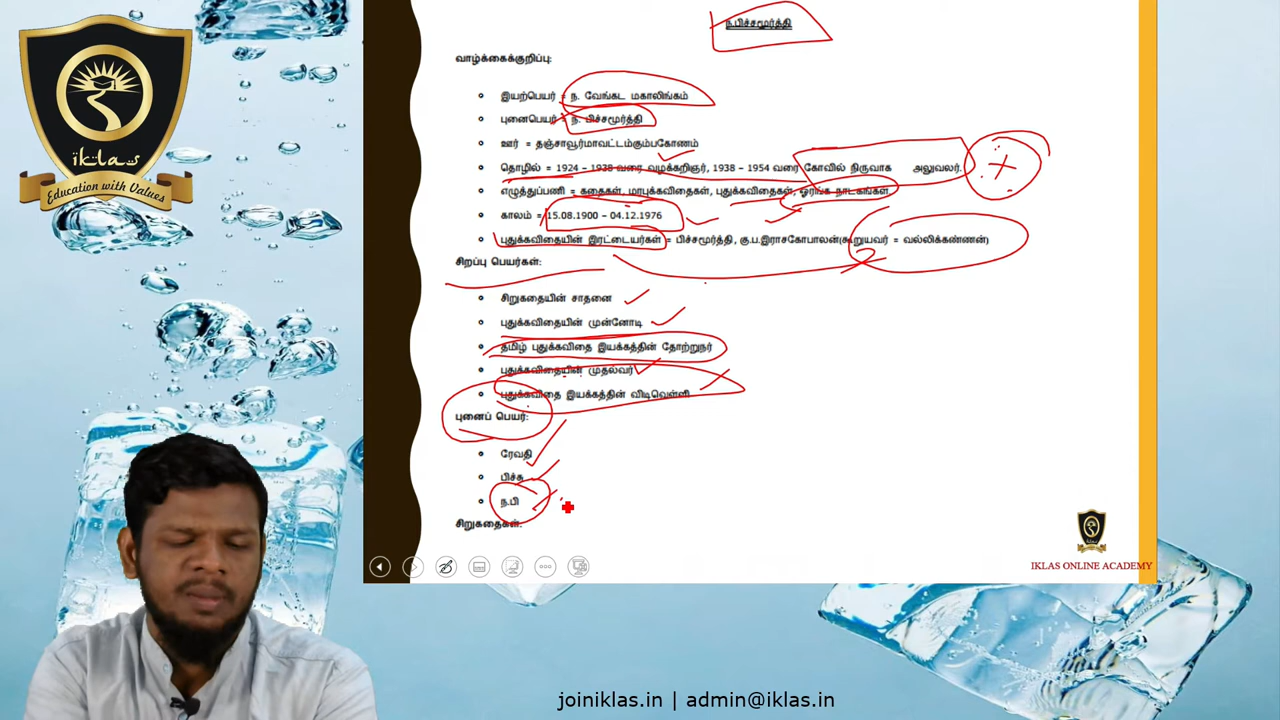 ந.பிச்சமூர்த்தி
வாழ்க்கைக்குறிப்பு:
இயற்பெயர் = ந. வேங்கட மகாலிங்கம்
புனைபெயர் = ந. பிச்சமூர்த்தி
ஊர் = தஞ்சாவூர்மாவட்டம்கும்பகோணம்
தொழில் = 1924 – 1938 வரை வழக்கறிஞர், 1938 – 1954 வரை கோவில் நிருவாக அலுவலர்.
எழுத்துப்பணி = கதைகள், மரபுக்கவிதைகள், புதுக்கவிதைகள், ஓரங்க நாடகங்கள்
காலம் = 15.08.1900 – 04.12.1976
புதுக்கவிதையின் இரட்டையர்கள் = பிச்சமூர்த்தி, கு.ப.இராசகோபாலன்(கூறுயவர் = வல்லிக்கண்ணன்)
சிறப்பு பெயர்கள்:
சிறுகதையின் சாதனை
புதுக்கவிதையின் முன்னோடி
தமிழ் புதுக்கவிதை இயக்கத்தின் தோற்றுநர்
புதுக்கவிதையின் முதல்வர்
புதுக்கவிதை இயக்கத்தின் விடிவெள்ளி
புனைப் பெயர்:
ரேவதி
பிச்சு
ந.பி
சிறுகதைகள்:
iklas
Education with Values
IKLAS ONLINE ACADEMY
joiniklas.in | admin@iklas.in